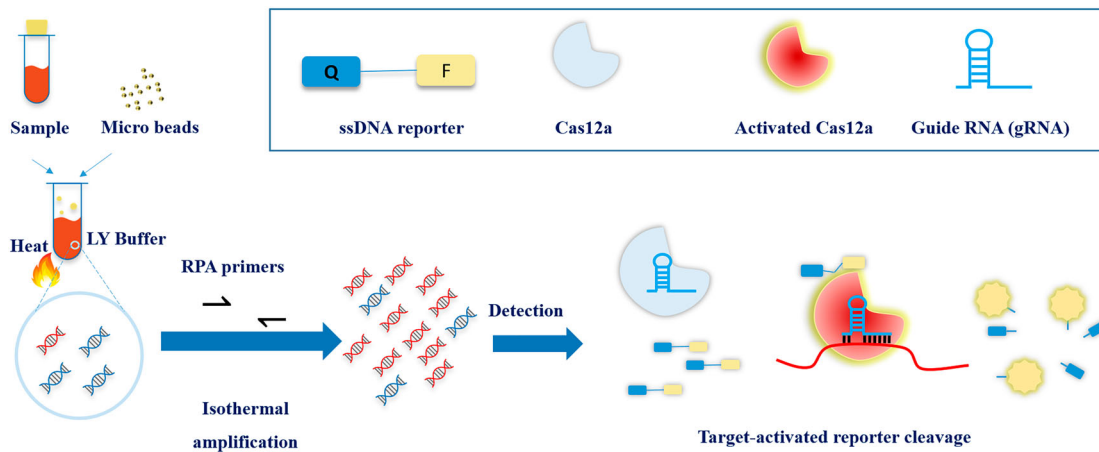 Q
F
ssDNA reporter
Cas12a
Activated Cas12a
Guide RNA (gRNA)
Sample
Micro beads
Heat
LY Buffer
RPA primers
Isothermal
amplification
Detection
Target-activated reporter cleavage